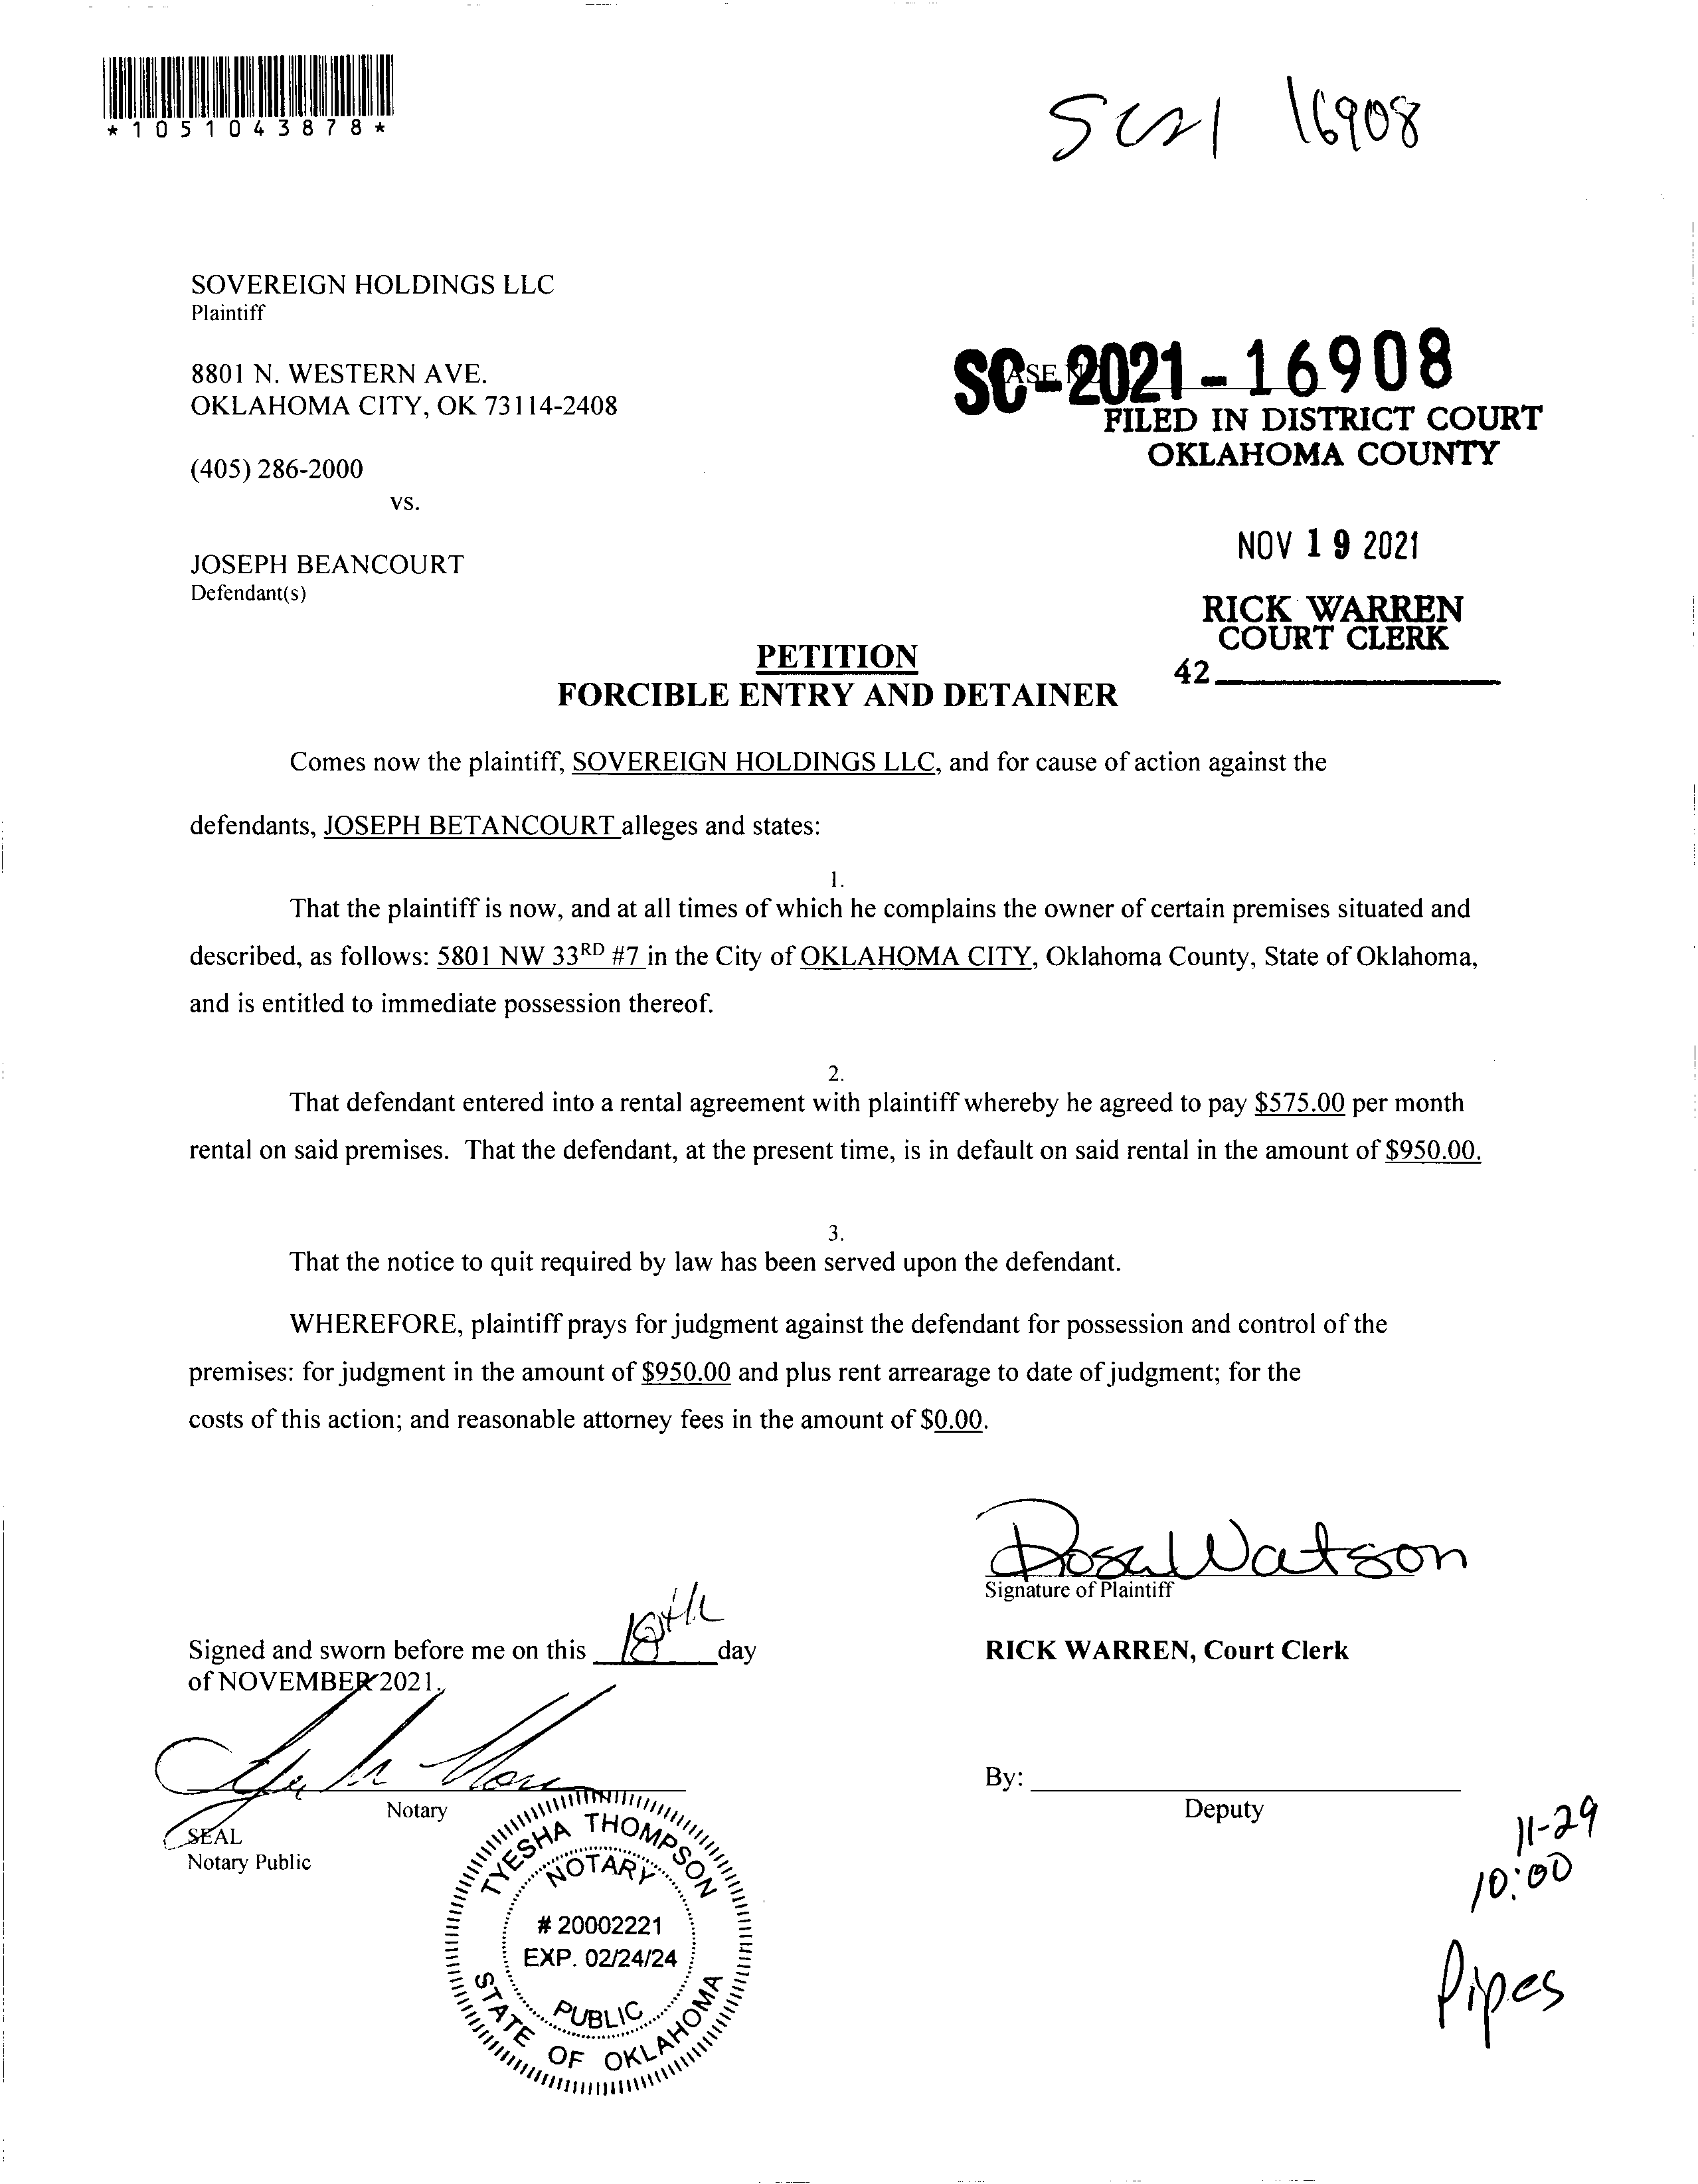 *1051043878*
16908
SOVEREIGN HOLDINGS LLC
Plaintiff
8801 N. WESTERN AVE.
OKLAHOMA CITY, OK 73114-2408
(405) 286-2000
vs.
JOSEPH BEANCOURT
Defendant(s)
SC-2021-16908
FILED IN DISTRICT COURT
OKLAHOMA COUNTY
NOV 19 2021
RICK WARREN
COURT CLERK
42
PETITION
FORCIBLE ENTRY AND DETAINER
Comes now the plaintiff, SOVEREIGN HOLDINGS LLC, and for cause of action against the
defendants, JOSEPH BETANCOURT alleges and states:
1.
That the plaintiff is now, and at all times of which he complains the owner of certain premises situated and
described, as follows: 5801 NW 33RD #7 in the City of OKLAHOMA CITY, Oklahoma County, State of Oklahoma,
and is entitled to immediate possession thereof.
2.
That defendant entered into a rental agreement with plaintiff whereby he agreed to pay $575.00 per month
rental on said premises. That the defendant, at the present time, is in default on said rental in the amount of $950.00.
3.
That the notice to quit required by law has been served upon the defendant.
WHEREFORE, plaintiff prays for judgment against the defendant for possession and control of the
premises: for judgment in the amount of $950.00 and plus rent arrearage to date of judgment; for the
costs of this action; and reasonable attorney fees in the amount of $0.00.
Rosa Watson
Signature of Plaintiff
Signed and sworn before me on this 18th day
of NOVEMBER 2021.
RICK WARREN, Court Clerk
Notary
SEAL
Notary Public
By:
Deputy
TYESHA THOMPSON
NOTARY
# 20002221
EXP. 02/24/24
PUBLIC
STATE OF OKLAHOMA
11-29
10:00
Pipes